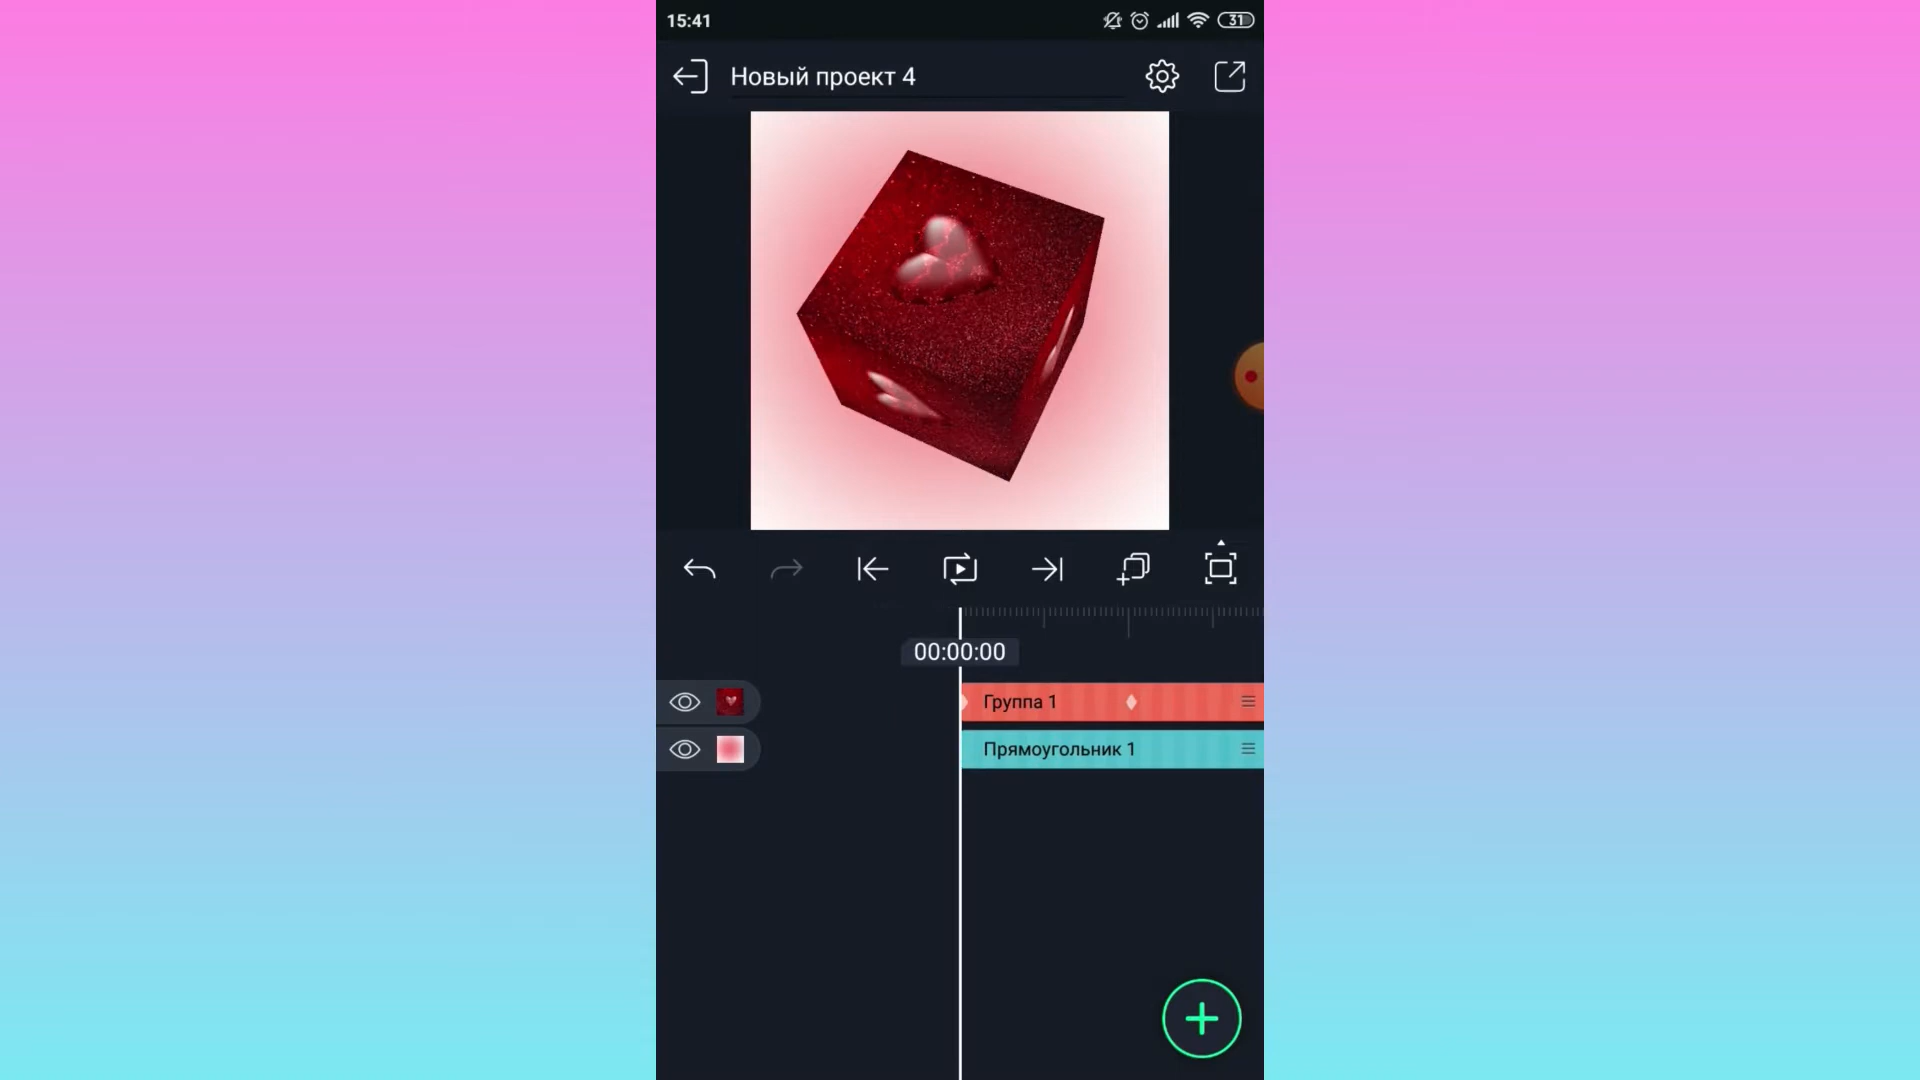 15:41
31
Новый проект 4
00:00:00
Группа 1
Прямоугольник 1